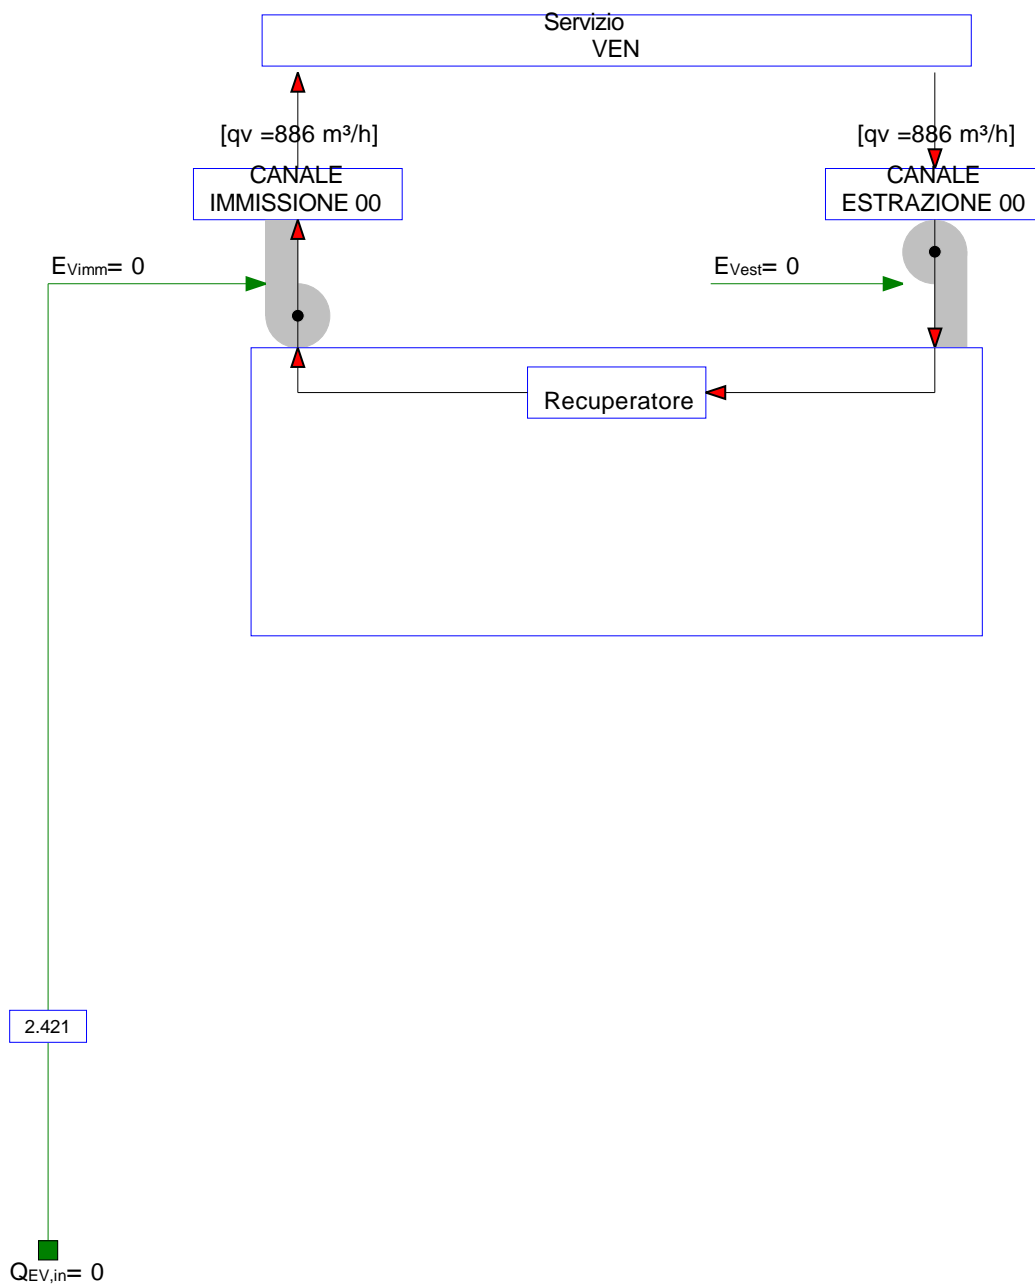 Servizio
VEN
[qv =886 m³/h]
[qv =886 m³/h]
CANALE
IMMISSIONE 00
CANALE
ESTRAZIONE 00
EVimm= 0
EVest= 0
Recuperatore
2.421
QEV,in= 0